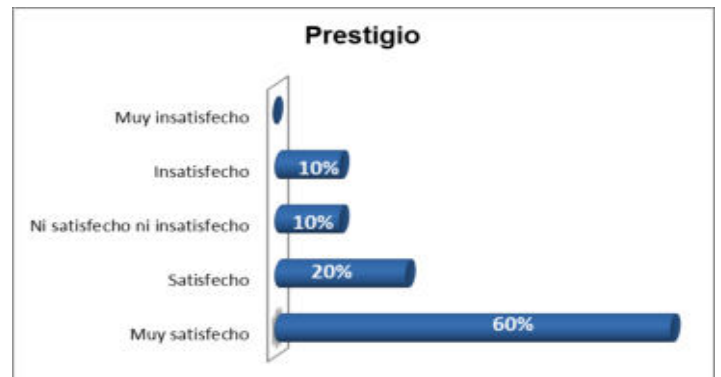 Prestigio
Muy insatisfecho
Insatisfecho 10%
Ni satisfecho ni insatisfecho 10%
Satisfecho 20%
Muy satisfecho 60%